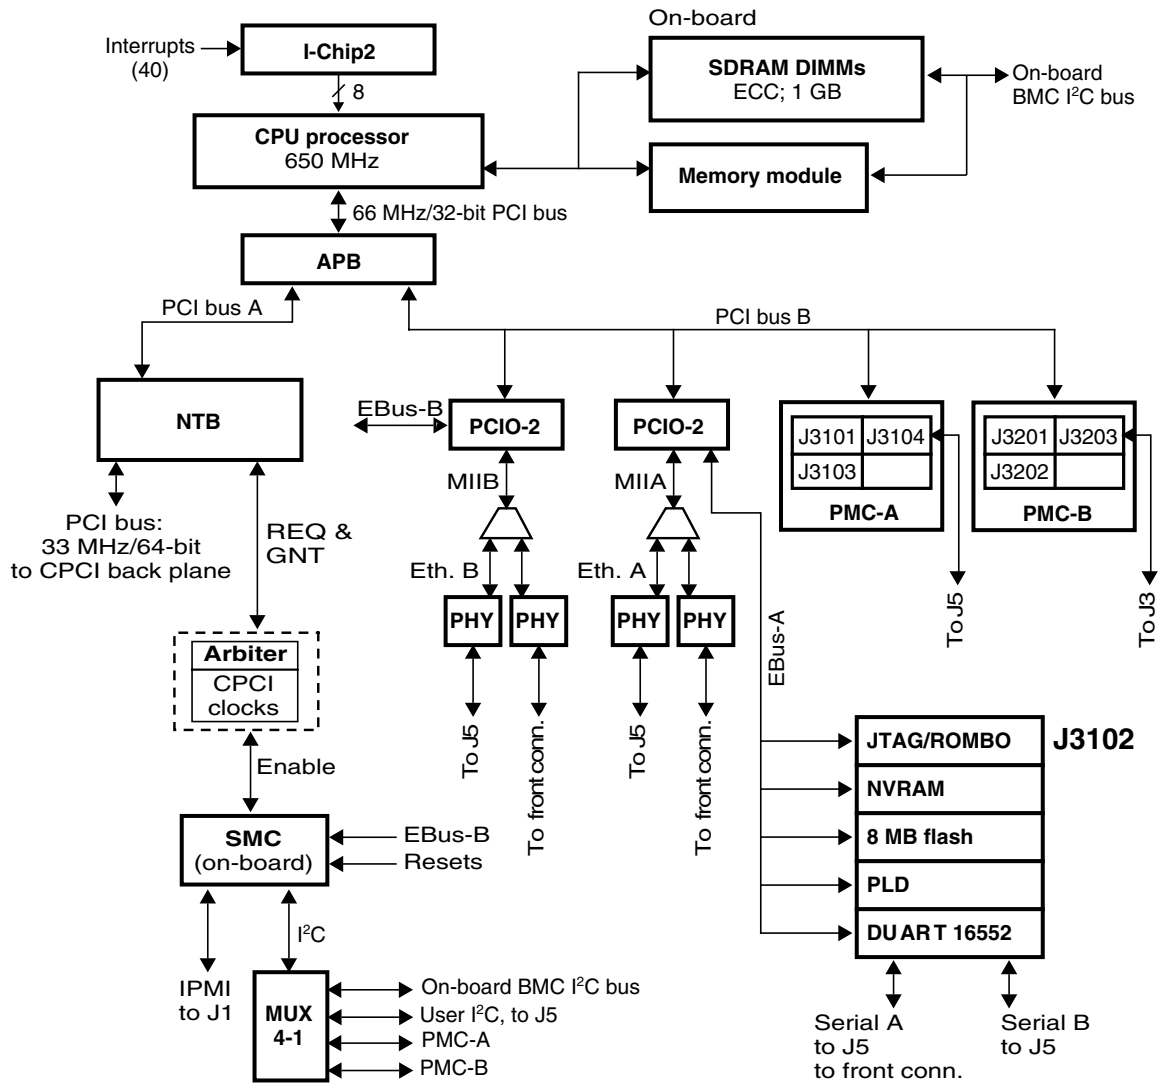 On-board
Interrupts
(40)
I-Chip2
8
SDRAM DIMMs
ECC; 1 GB
On-board
BMC I²C bus
CPU processor
650 MHz
Memory module
66 MHz/32-bit PCI bus
APB
PCI bus A
PCI bus B
NTB
EBus-B
PCIO-2
PCIO-2
J3101
J3104
J3103
PMC-A
J3201
J3203
J3202
PMC-B
MIIB
MIIA
PCI bus:
33 MHz/64-bit
to CPCI back plane
REQ &
GNT
Eth. B
Eth. A
PHY
PHY
PHY
PHY
To J5
To J3
EBus-A
Arbiter
CPCI
clocks
To J5
To front conn.
To J5
To front conn.
Enable
JTAG/ROMBO
J3102
NVRAM
8 MB flash
PLD
DUART 16552
SMC
(on-board)
EBus-B
Resets
I²C
IPMI
to J1
MUX
4-1
On-board BMC I²C bus
User I²C, to J5
PMC-A
PMC-B
Serial A
to J5
to front conn.
Serial B
to J5